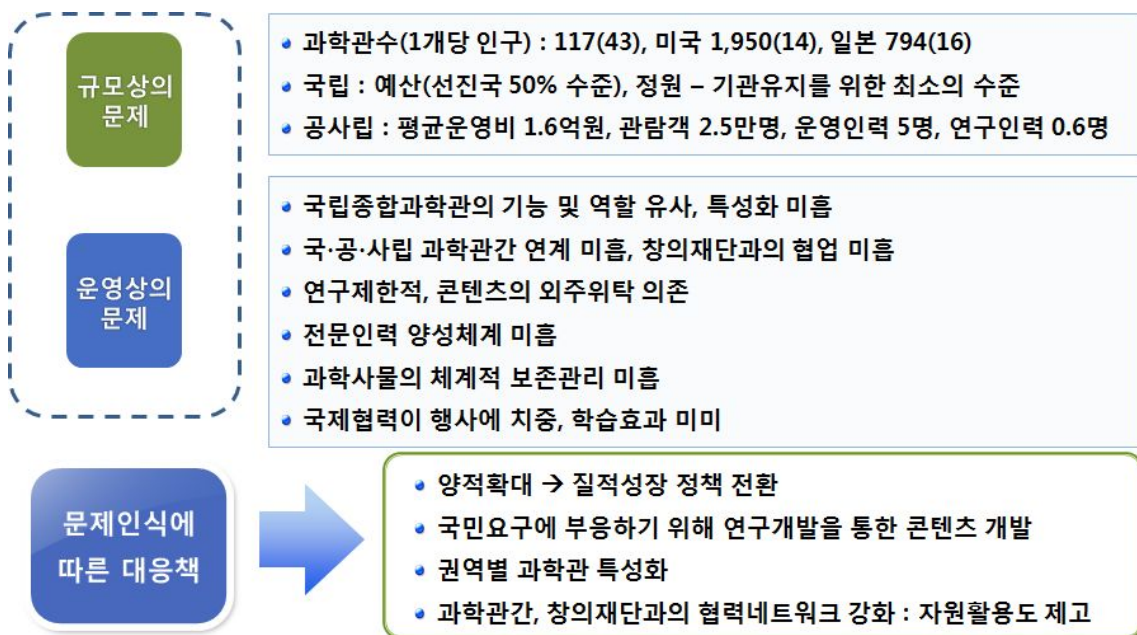 규모상의
문제
과학관수(1개당 인구) : 117(43), 미국 1,950(14), 일본 794(16)
국립 : 예산(선진국 50% 수준), 정원 – 기관유지를 위한 최소의 수준
공사립 : 평균운영비 1.6억원, 관람객 2.5만명, 운영인력 5명, 연구인력 0.6명
운영상의
문제
국립종합과학관의 기능 및 역할 유사, 특성화 미흡
국·공·사립 과학관간 연계 미흡, 창의재단과의 협업 미흡
연구제한적, 콘텐츠의 외주위탁 의존
전문인력 양성체계 미흡
과학사물의 체계적 보존관리 미흡
국제협력이 행사에 치중, 학습효과 미미
문제인식에
따른 대응책
양적확대 → 질적성장 정책 전환
국민요구에 부응하기 위해 연구개발을 통한 콘텐츠 개발
권역별 과학관 특성화
과학관간, 창의재단과의 협력네트워크 강화 : 자원활용도 제고